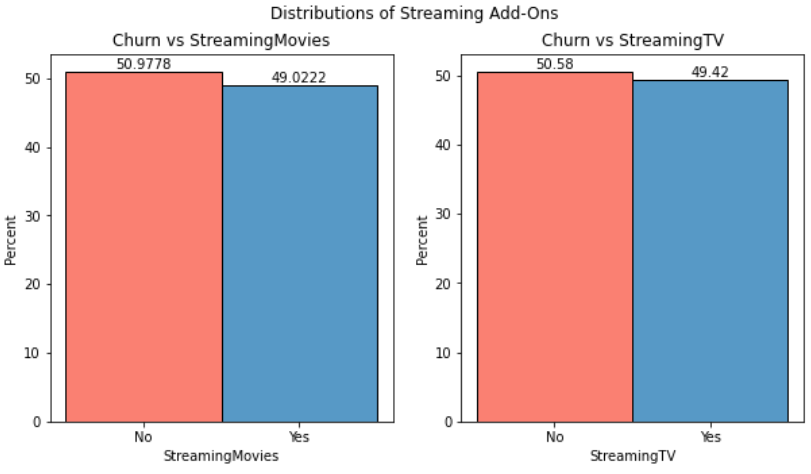 Distributions of Streaming Add-Ons
Churn vs StreamingMovies
50.9778
49.0222
50
40
30
20
10
0
Percent
No
Yes
StreamingMovies
Churn vs StreamingTV
50.58
49.42
50
40
30
20
10
0
Percent
No
Yes
StreamingTV